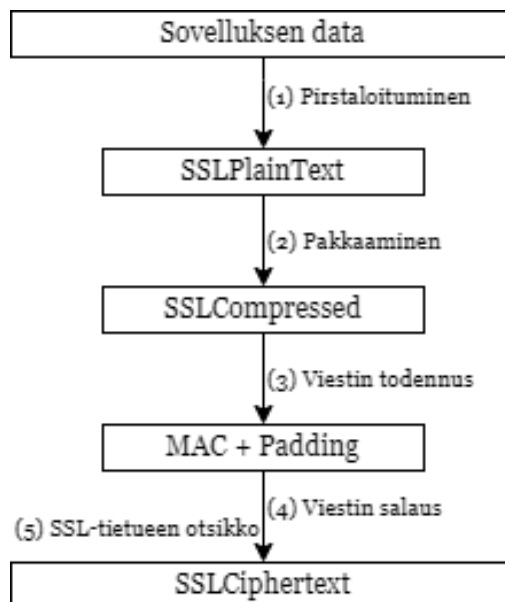 Sovelluksen data
(1) Pirstaloituminen
SSLPlainText
(2) Pakkaaminen
SSLCompressed
(3) Viestin todennus
MAC + Padding
(4) Viestin salaus
(5) SSL-tietueen otsikko
SSLCiphertext